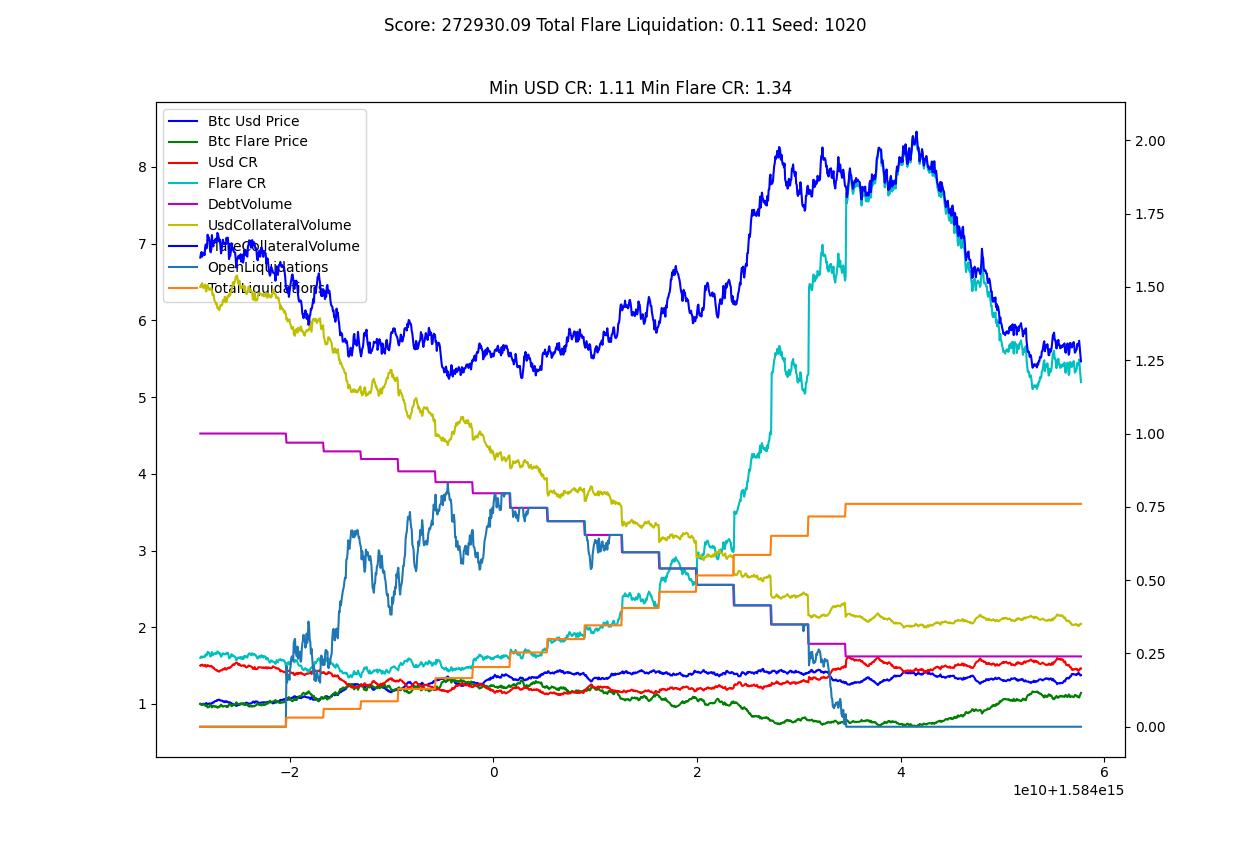 Score: 272930.09 Total Flare Liquidation: 0.11 Seed: 1020
Min USD CR: 1.11 Min Flare CR: 1.34
Btc Usd Price
Btc Flare Price
Usd CR
Flare CR
DebtVolume
UsdCollateralVolume
FlareCollateralVolume
OpenLiquidations
TotalLiquidations
8
7
6
5
4
3
2
1
2.00
1.75
1.50
1.25
1.00
0.75
0.50
0.25
0.00
−2
0
2
4
6
1e10+1.584e15